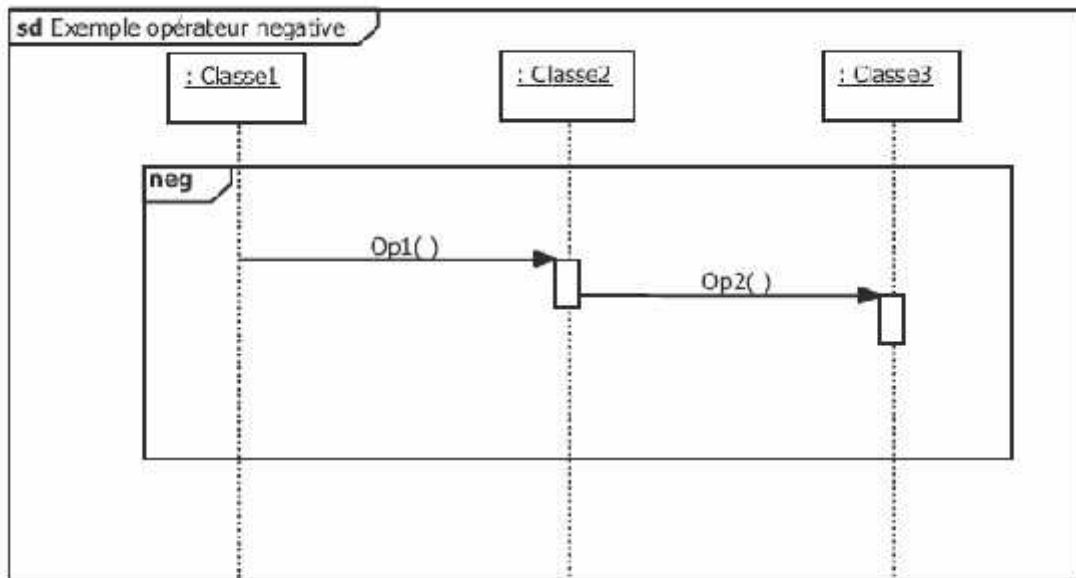 sd Exemple opérateur negative
: Classe1
: Classe2
: Classe3
neg
Op1( )
Op2( )